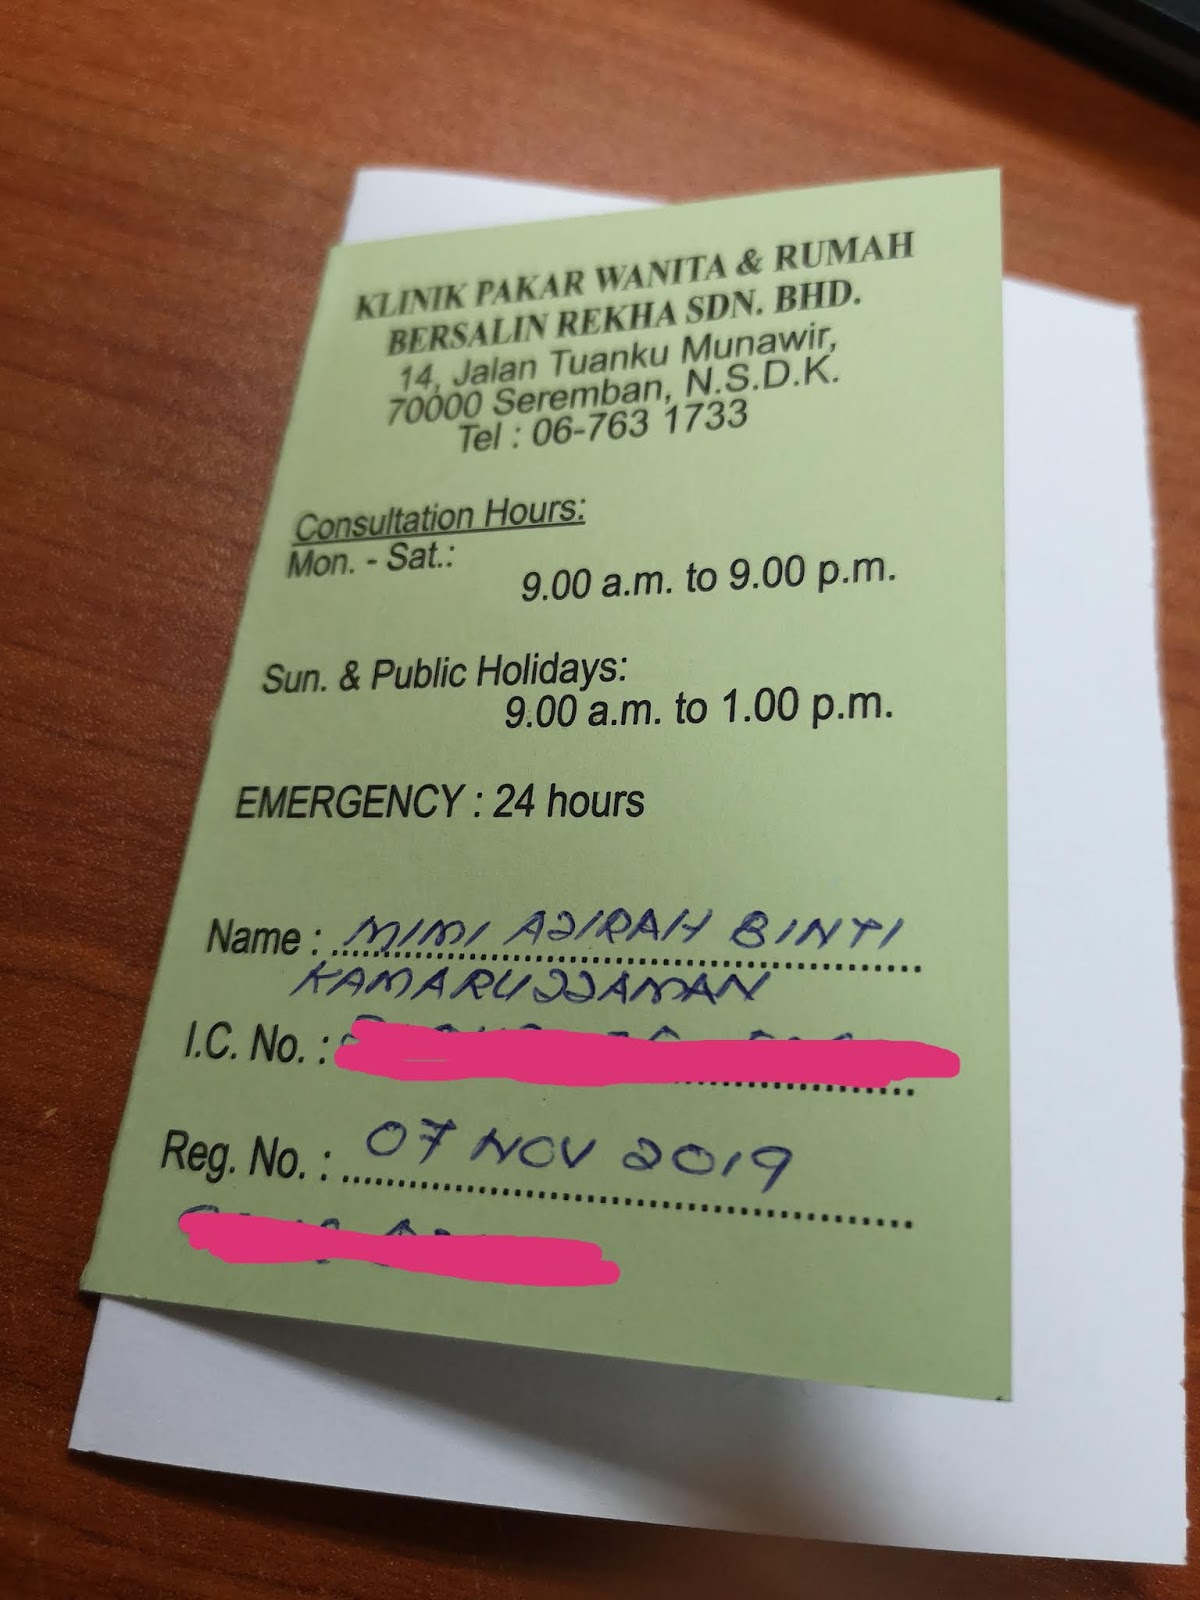 KLINIK PAKAR WANITA & RUMAH
BERSALIN REKHA SDN. BHD.
14, Jalan Tuanku Munawir,
70000 Seremban, N.S.D.K.
Tel : 06-763 1733
Consultation Hours:
Mon. - Sat.:
9.00 a.m. to 9.00 p.m.
Sun. & Public Holidays:
9.00 a.m. to 1.00 p.m.
EMERGENCY : 24 hours
Name : MIMI AZIRAH BINTI
KAMARUZZAMAN
I.C. No. :
Reg. No. : 07 NOV 2019